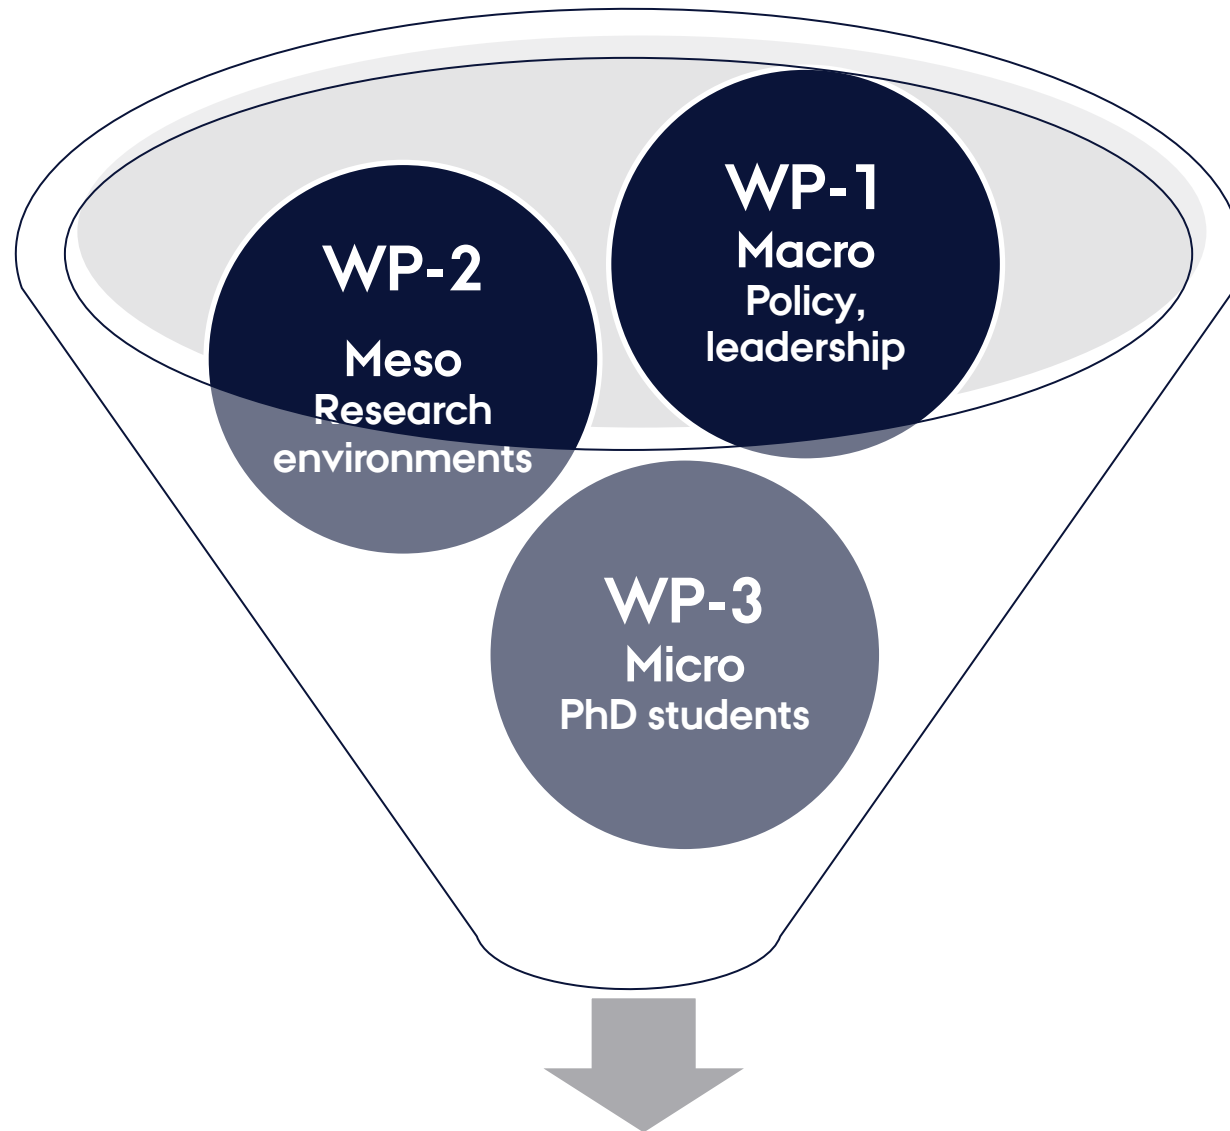 WP-1
Macro
Policy,
leadership
WP-2
Meso
Research
environments
WP-3
Micro
PhD students